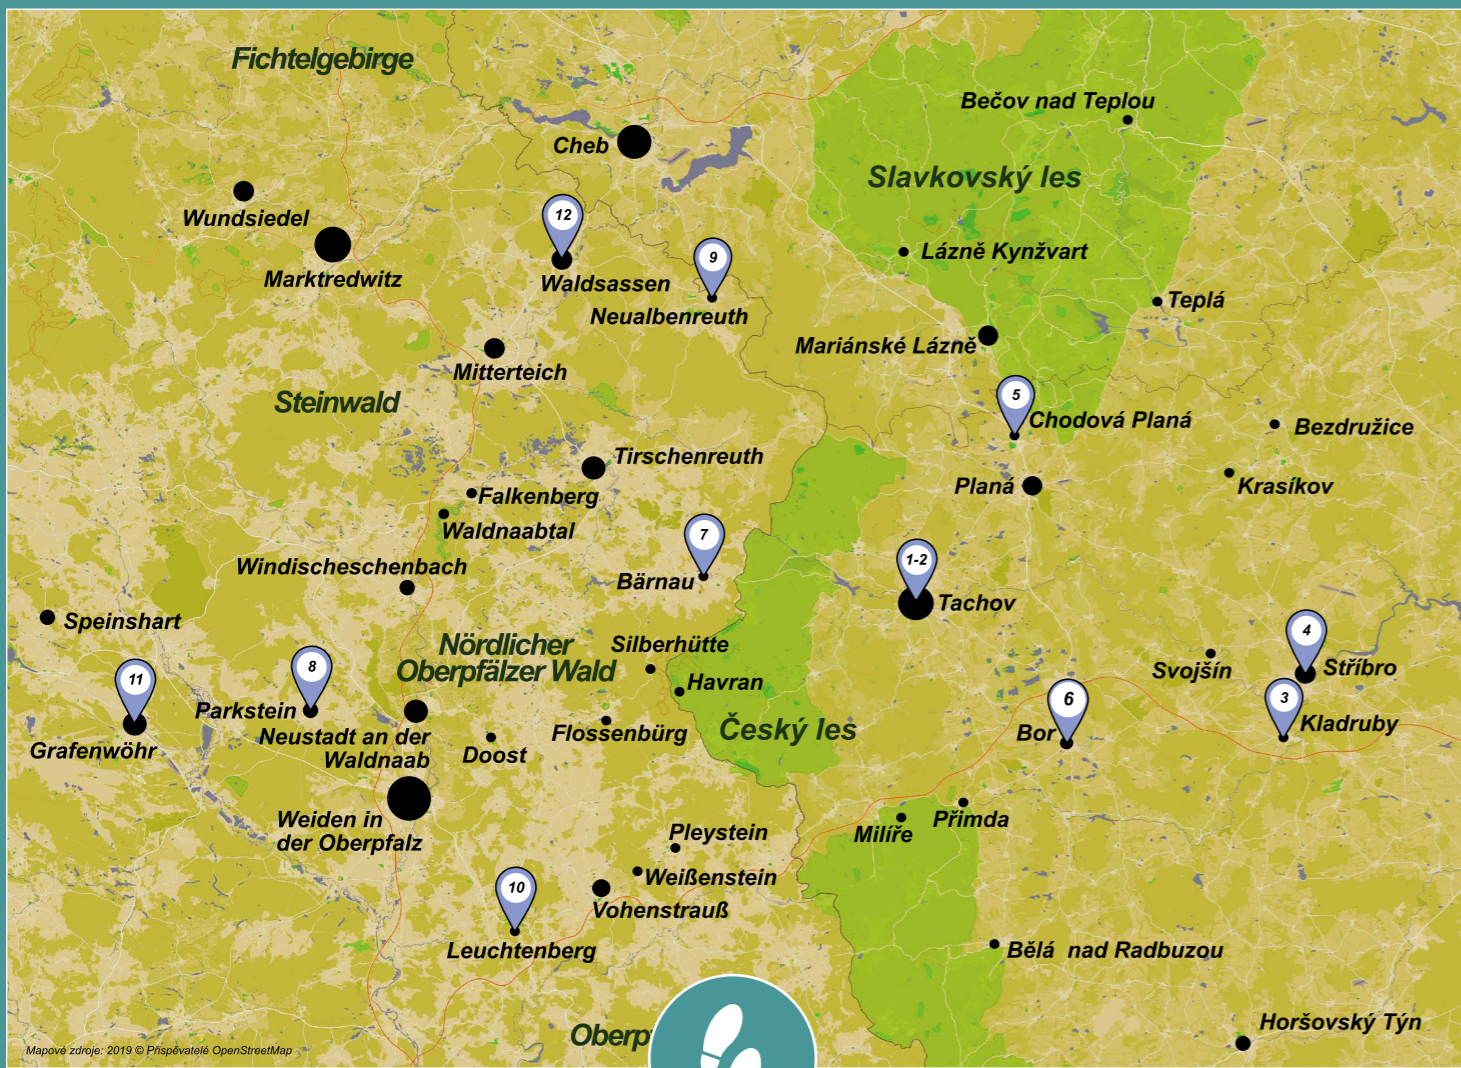 Fichtelgebirge
Bečov nad Teplou
Cheb
Slavkovský les
Wundsiedel
12
Lázně Kynžvart
Marktredwitz
Waldsassen
9
Neualbenreuth
Teplá
Mariánské Lázně
Mitterteich
Steinwald
5
Chodová Planá
Bezdružice
Tirschenreuth
Planá
Krasíkov
Falkenberg
Waldnaabtal
7
Windischeschenbach
Bärnau
1-2
Tachov
Speinshart
Nördlicher
Oberpfälzer Wald
Silberhütte
4
Svojšín
Stříbro
11
8
Havran
6
3
Parkstein
Kladruby
Grafenwöhr
Neustadt an der
Waldnaab
Doost
Flossenbürg
Český les
Bor
Weiden in
der Oberpfalz
Pleystein
Milíře
Přimda
10
Weißenstein
Vohenstrauß
Leuchtenberg
Bělá nad Radbuzou
Horšovský Týn
Mapové zdroje: 2019 © Přispěvatelé OpenStreetMap